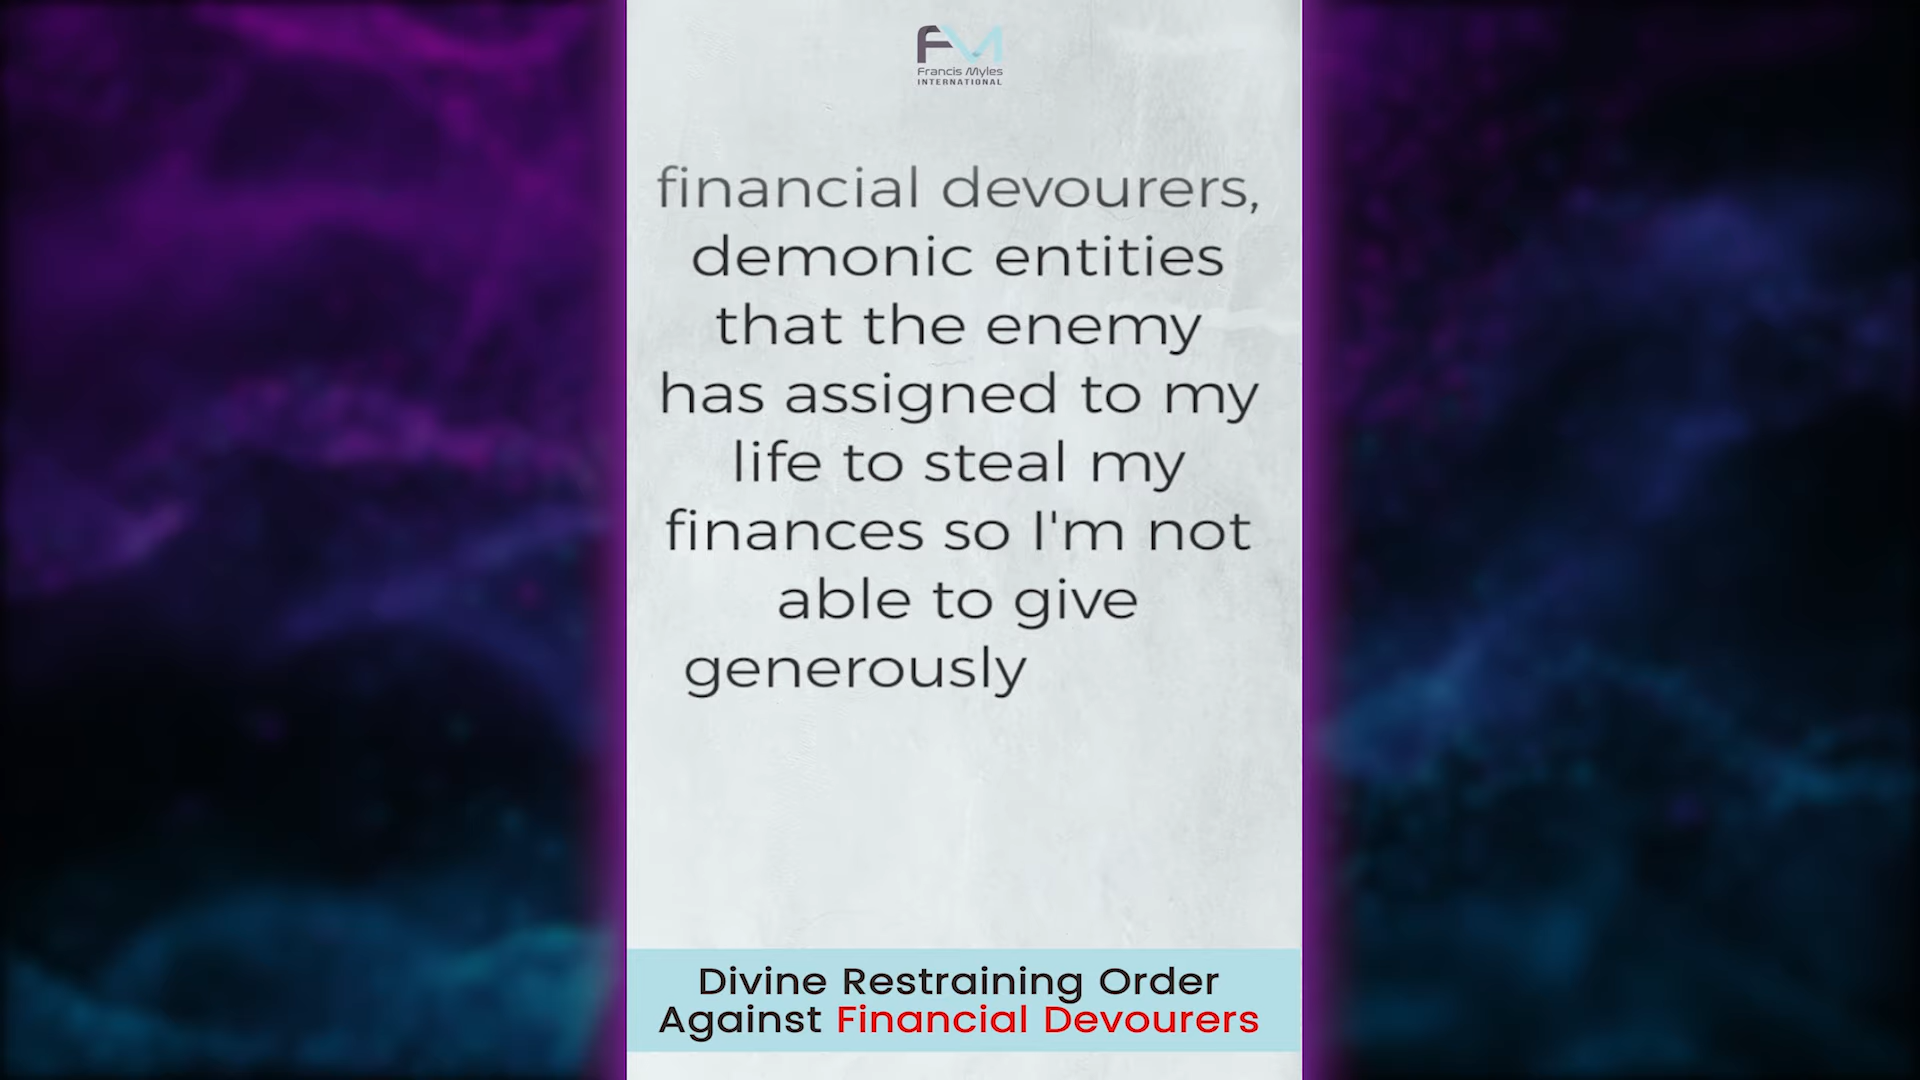 FM
Francis Myles
INTERNATIONAL
financial devourers,
demonic entities
that the enemy
has assigned to my
life to steal my
finances so I'm not
able to give
generously
Divine Restraining Order
Against Financial Devourers